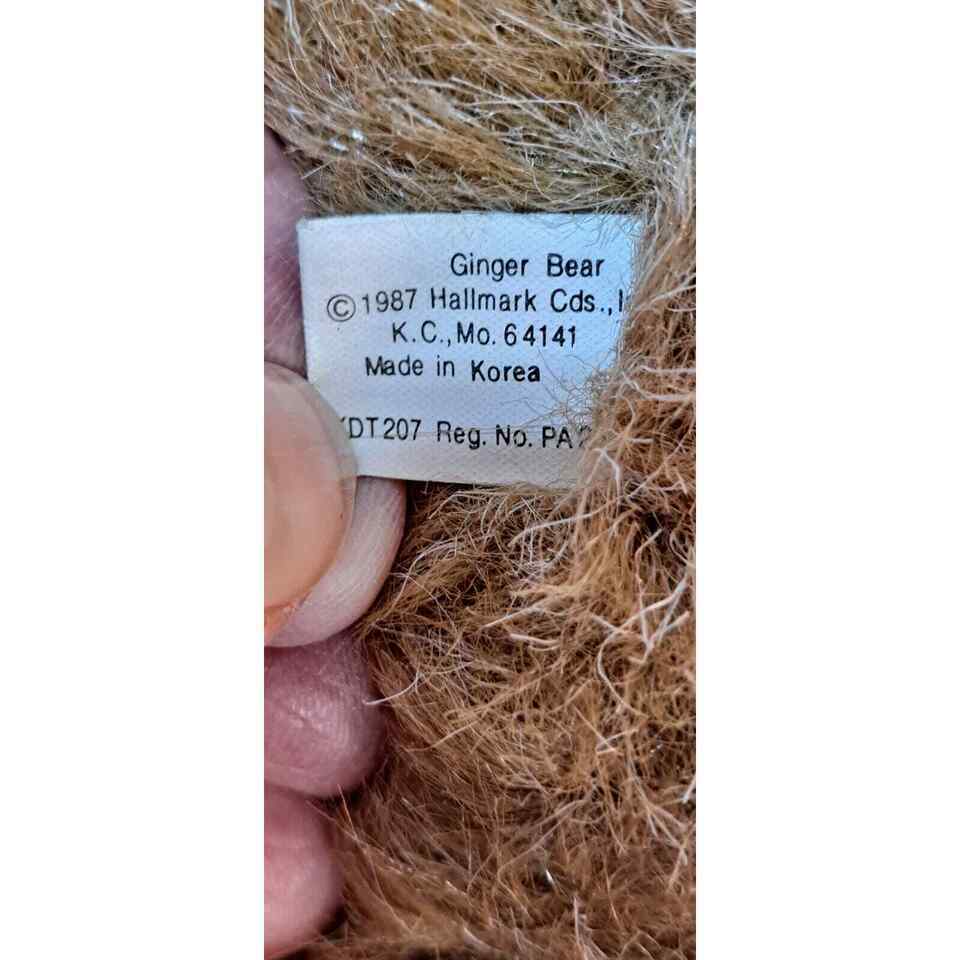 Ginger Bear
©1987 Hallmark Cds.,
K.C.,Mo. 64141
Made in Korea
DT207 Reg. No. PA